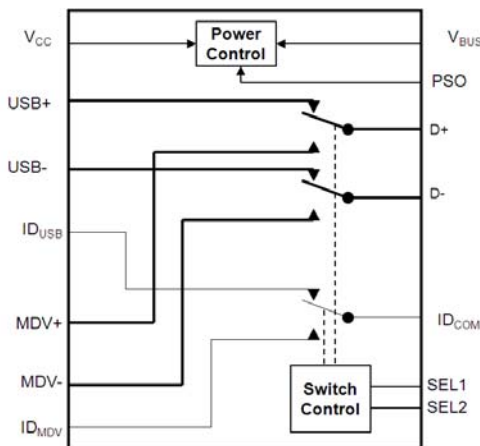 VCC
Power
Control
VBUS
PSO
USB+
D+
USB-
D-
IDUSB
MDV+
IDCOM
MDV-
Switch
Control
SEL1
SEL2
IDMDV